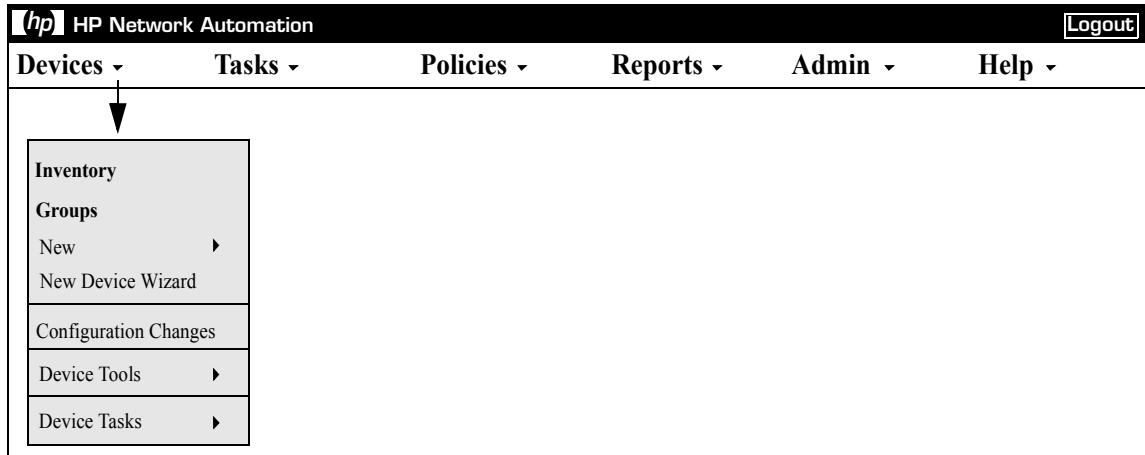 hp HP Network Automation Logout
Devices Tasks Policies Reports Admin Help
Inventory
Groups
New
New Device Wizard
Configuration Changes
Device Tools
Device Tasks